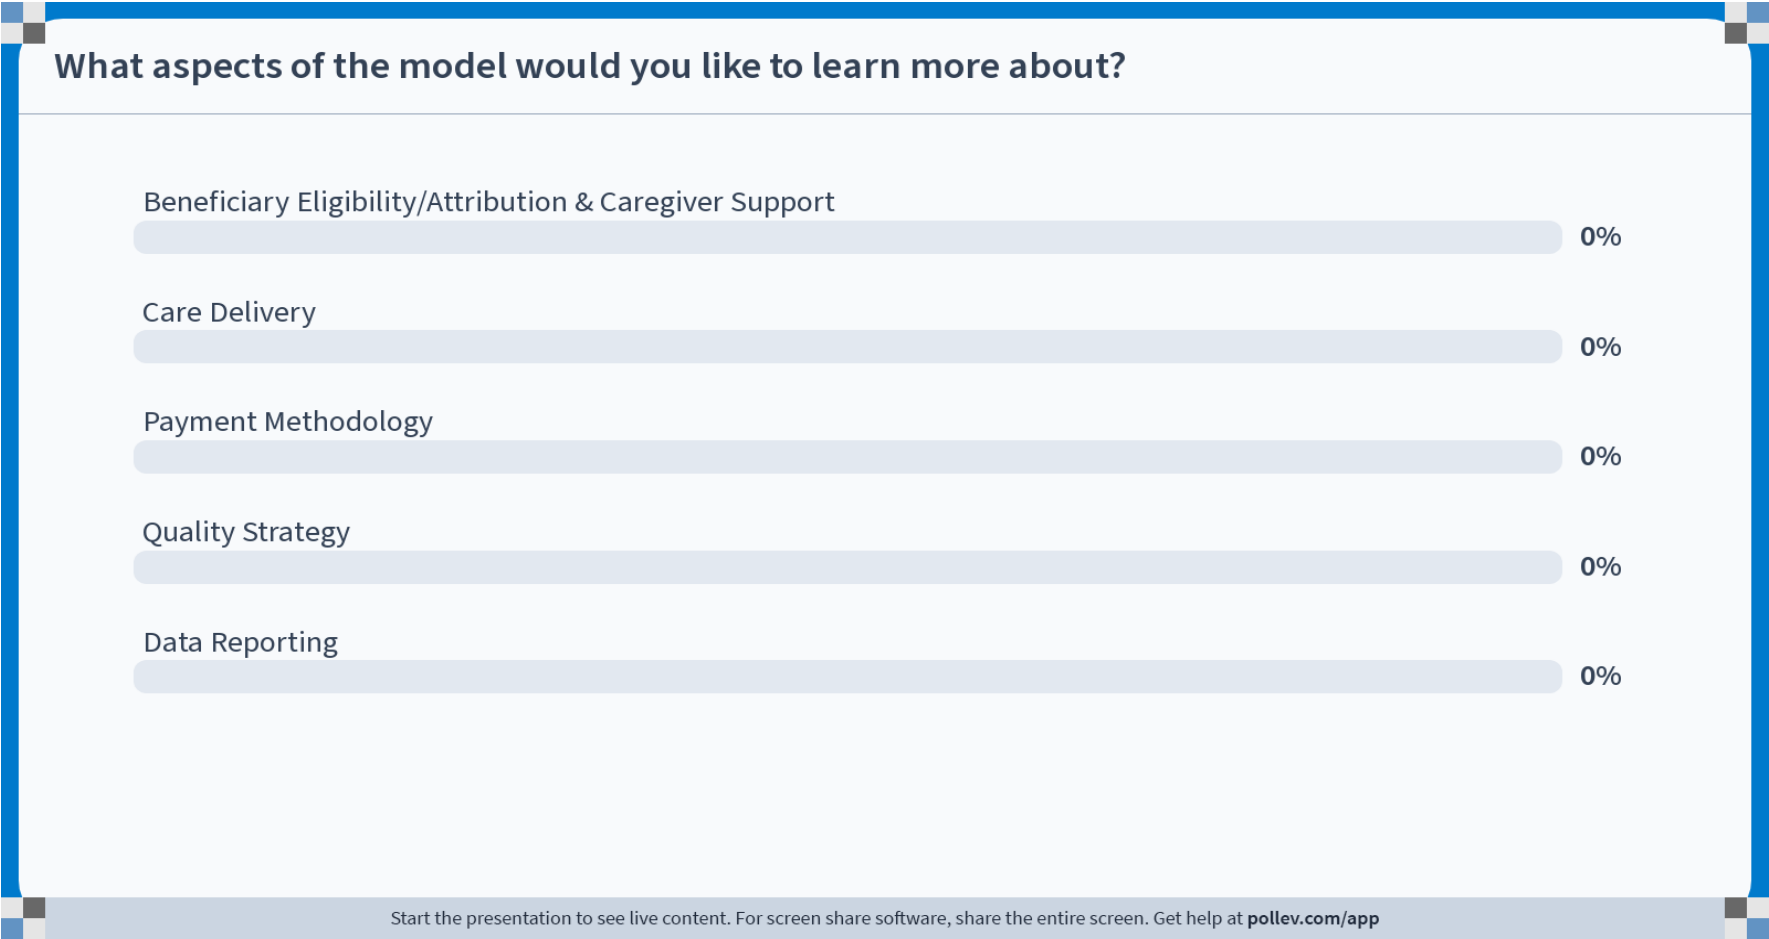 What aspects of the model would you like to learn more about?
Beneficiary Eligibility/Attribution & Caregiver Support
0%
Care Delivery
0%
Payment Methodology
0%
Quality Strategy
0%
Data Reporting
0%
Start the presentation to see live content. For screen share software, share the entire screen. Get help at pollev.com/app